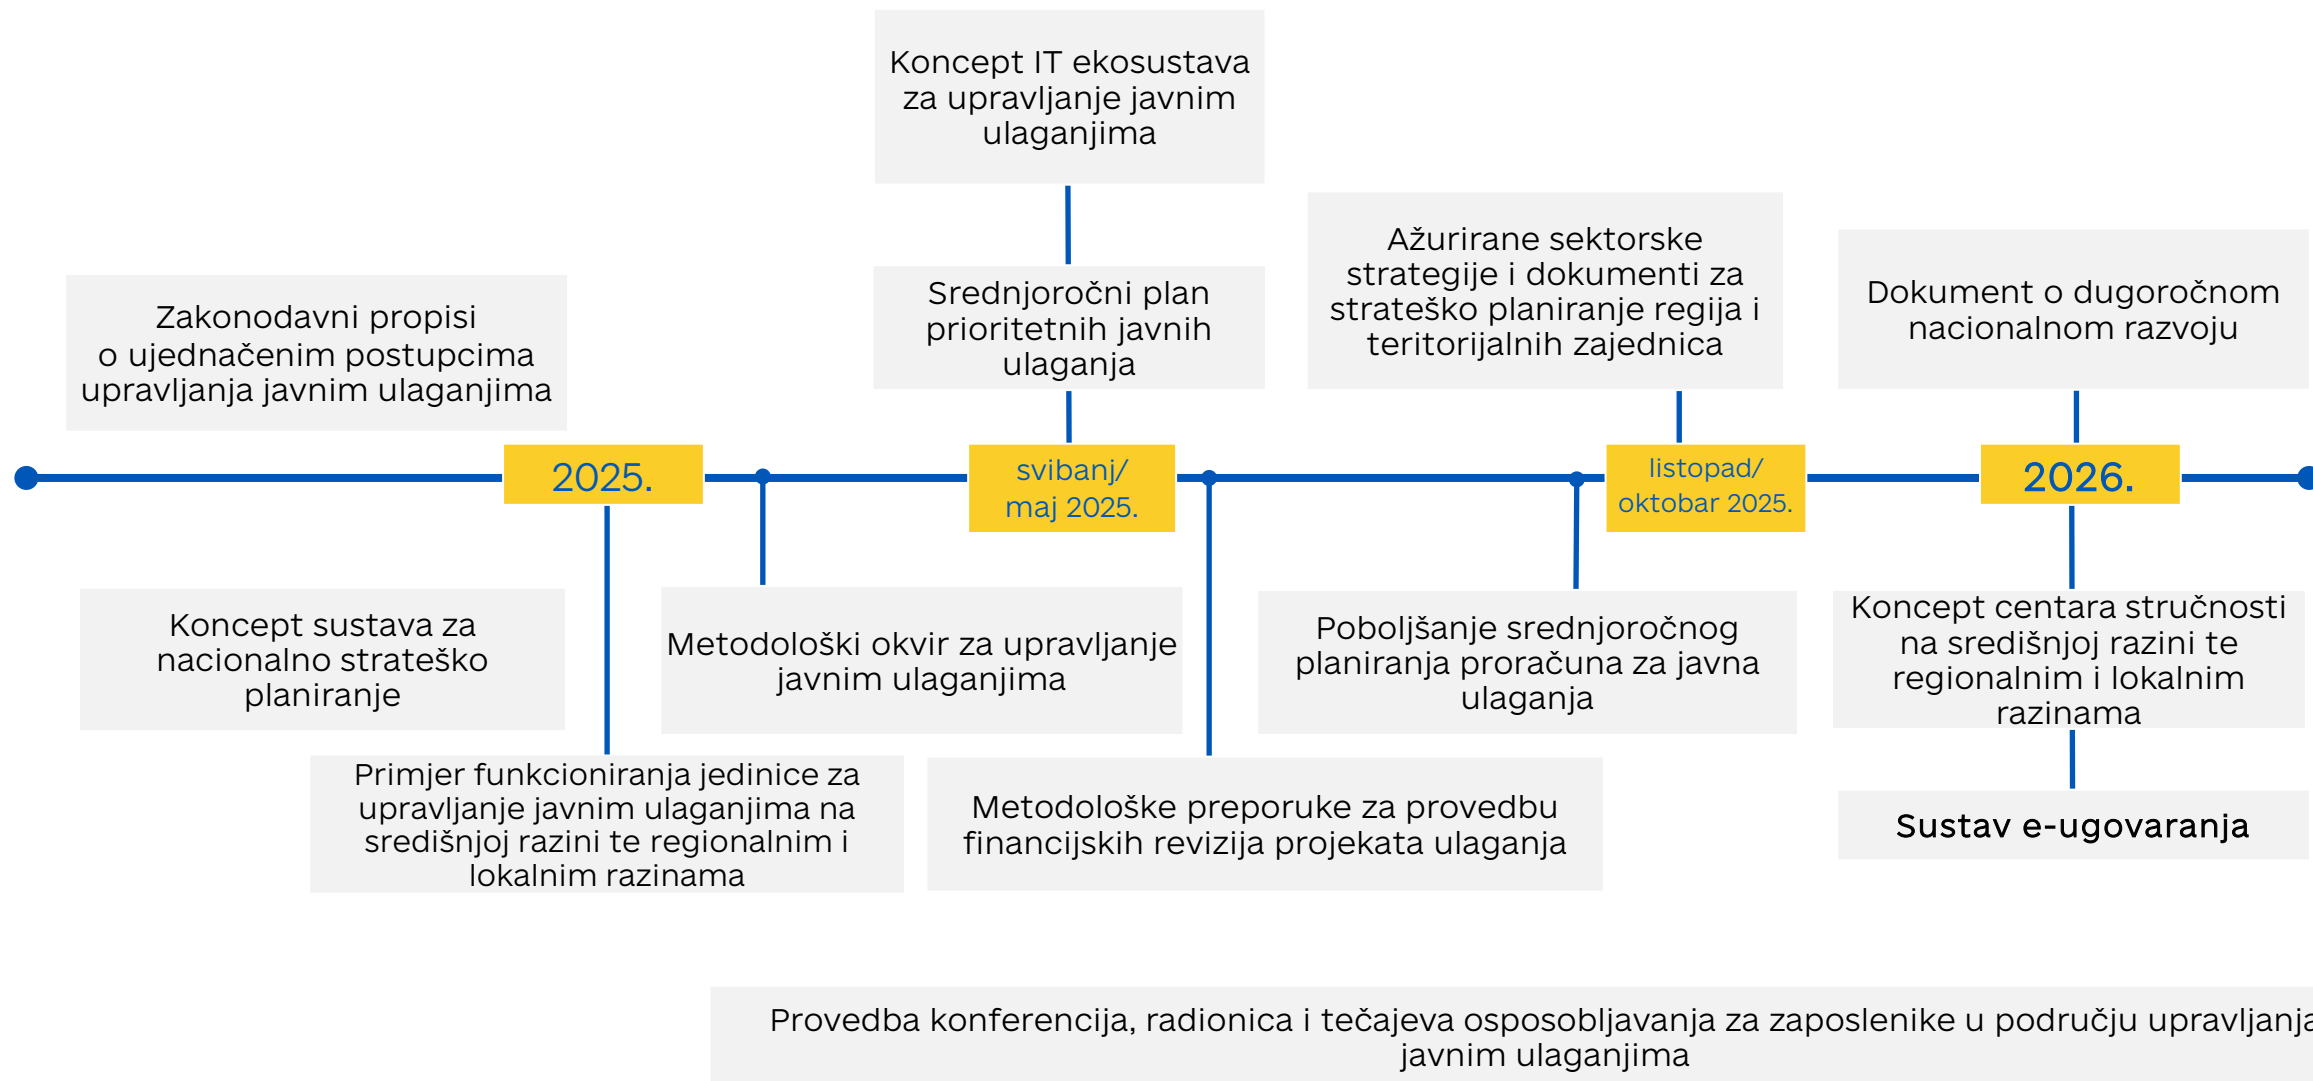 Koncept IT ekosustava
za upravljanje javnim
ulaganjima
Zakonodavni propisi
o ujednačenim postupcima
upravljanja javnim ulaganjima
Srednjoročni plan
prioritetnih javnih
ulaganja
Ažurirane sektorske
strategije i dokumenti za
strateško planiranje regija i
teritorijalnih zajednica
Dokument o dugoročnom
nacionalnom razvoju
2025.
svibanj/
maj 2025.
listopad/
oktobar 2025.
2026.
Koncept sustava za
nacionalno strateško
planiranje
Metodološki okvir za upravljanje
javnim ulaganjima
Poboljšanje srednjoročnog
planiranja proračuna za javna
ulaganja
Koncept centara stručnosti
na središnjoj razini te
regionalnim i lokalnim
razinama
Primjer funkcioniranja jedinice za
upravljanje javnim ulaganjima na
središnjoj razini te regionalnim i
lokalnim razinama
Metodološke preporuke za provedbu
financijskih revizija projekata ulaganja
Sustav e-ugovaranja
Provedba konferencija, radionica i tečajeva osposobljavanja za zaposlenike u području upravljanja
javnim ulaganjima